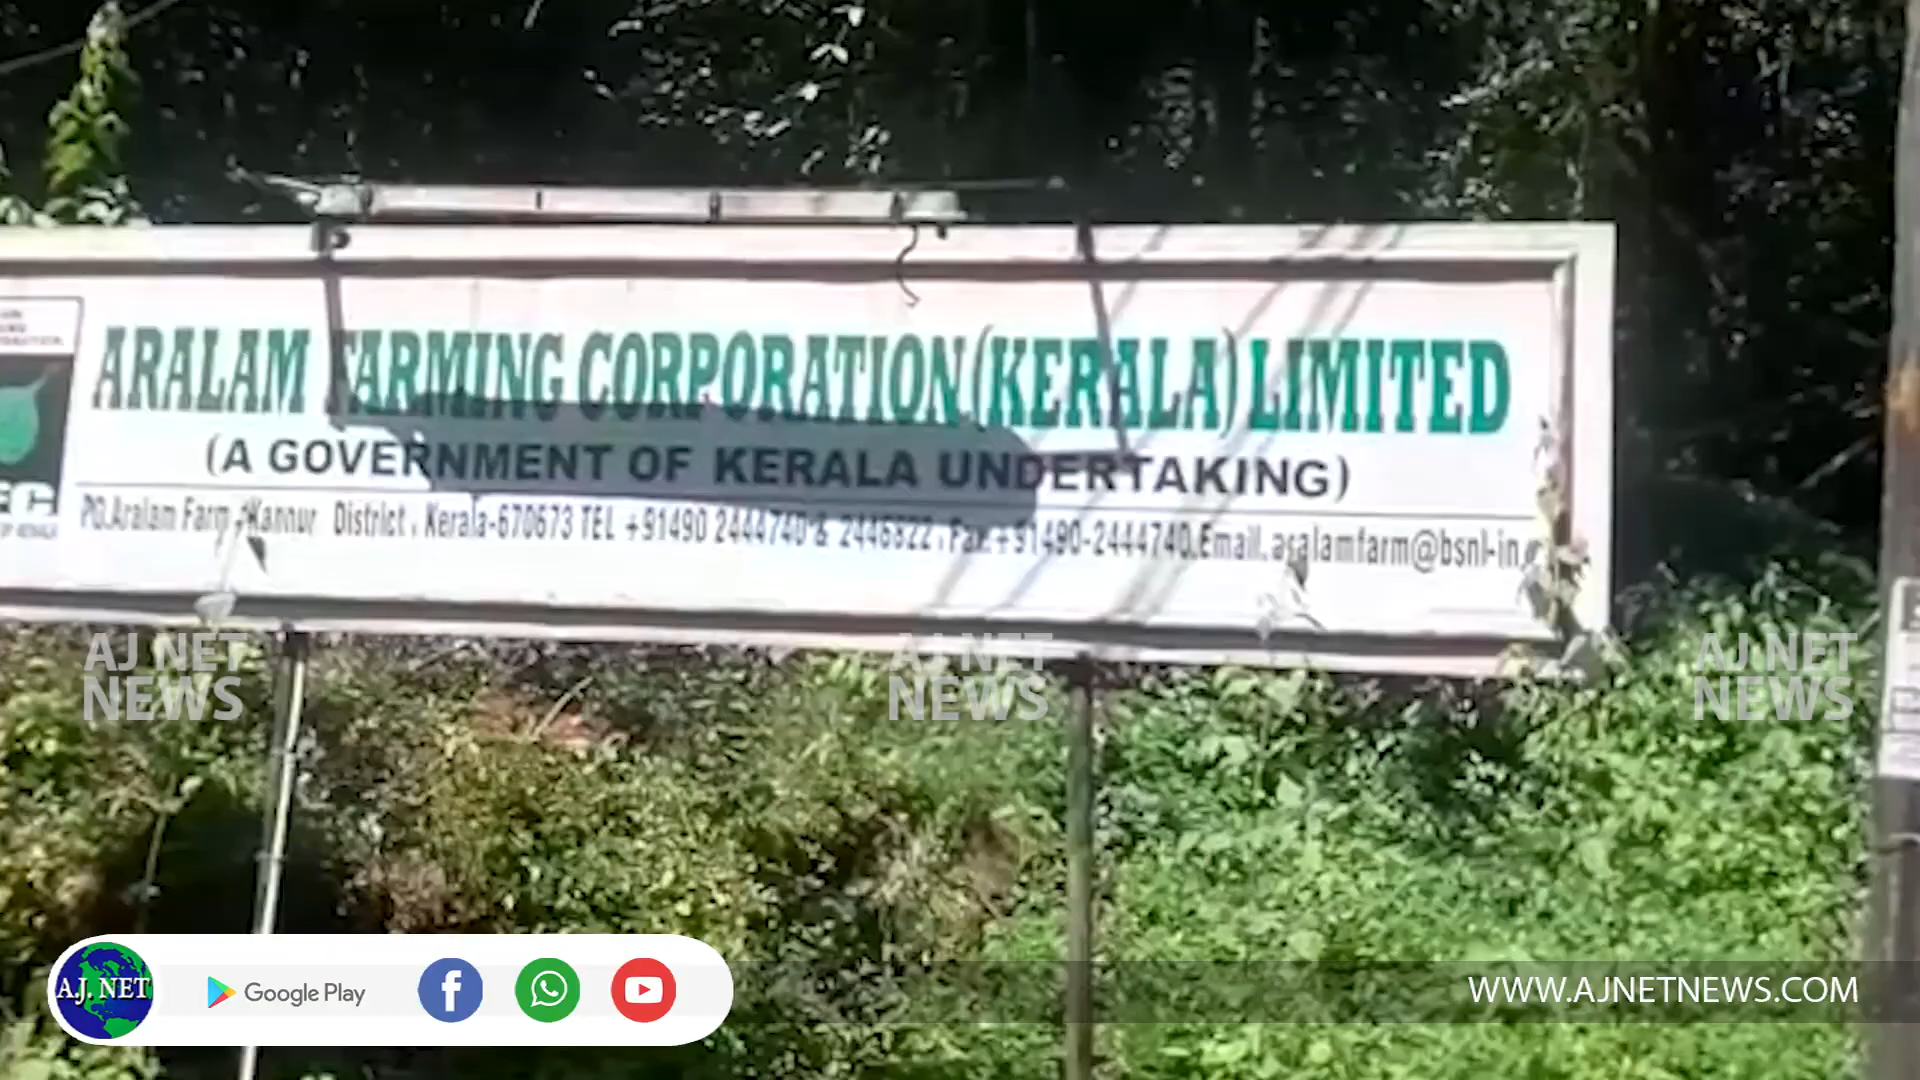 ARALAM FARMING CORPORATION (KERALA) LIMITED
(A GOVERNMENT OF KERALA UNDERTAKING)
PO.Aralam Farm, Kannur District, Kerala-670673 TEL +91490 2444740 & 2446822, Fax:+91490-2444740, Email.aralamfarm@bsnl-in
AJ NET
NEWS
AJ NET
NEWS
AJ NET
NEWS
A.J. NET
Google Play
WWW.AJNETNEWS.COM